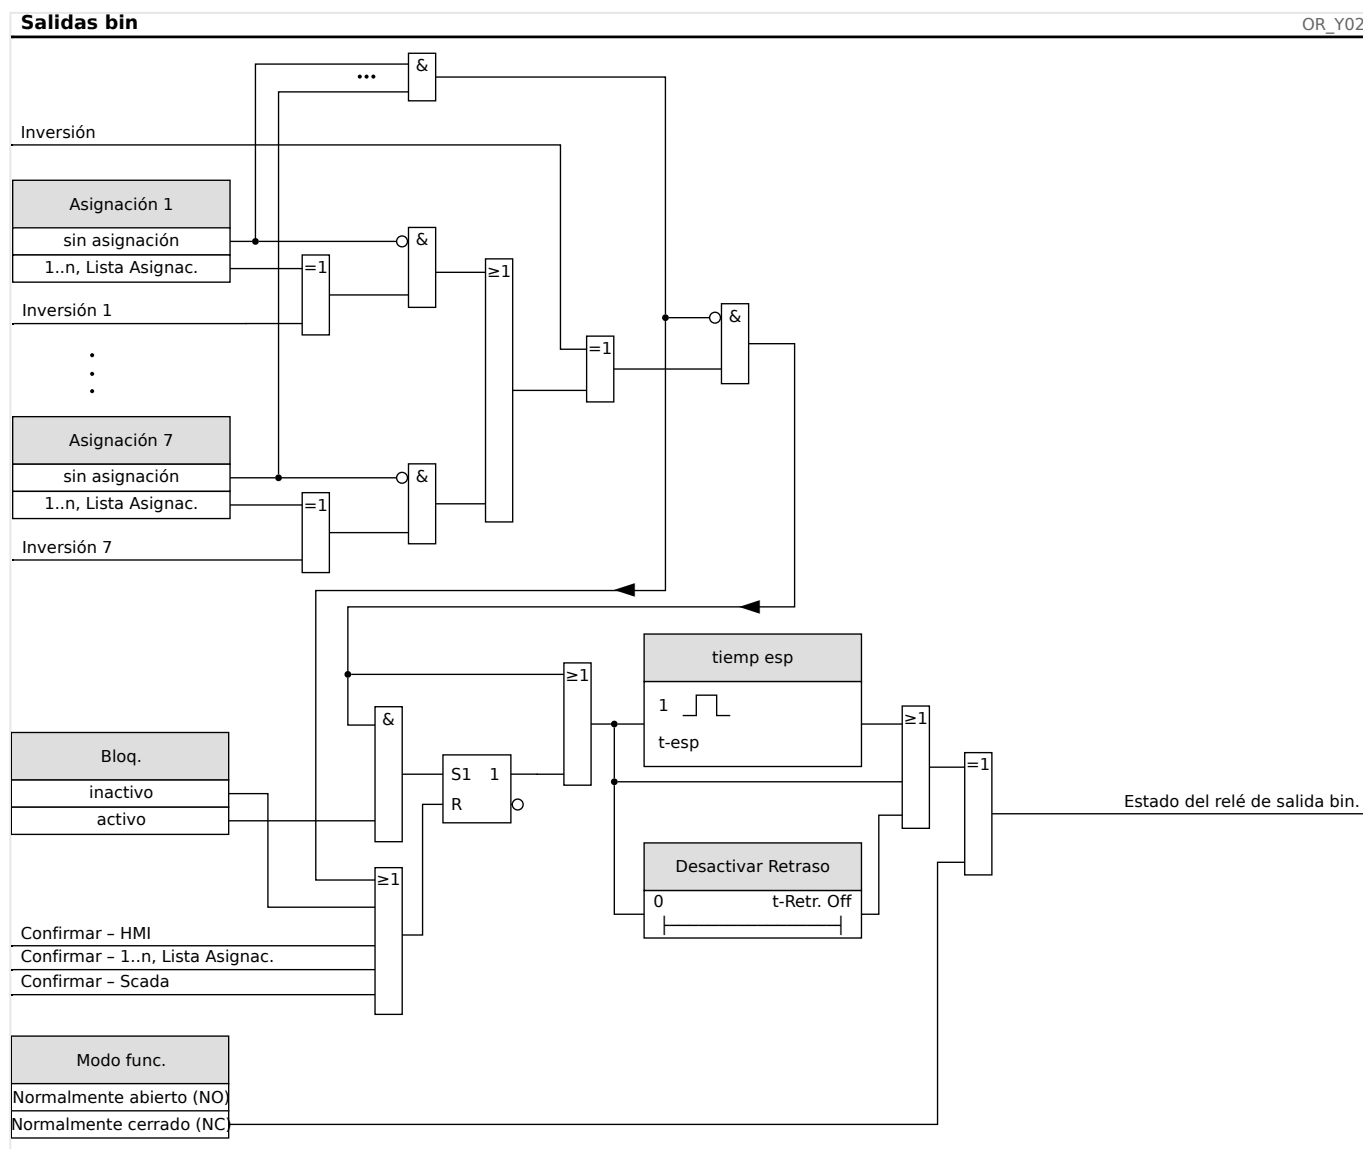 Salidas bin
OR_Y02
&
...
Inversión
Asignación 1
sin asignación
&
1..n, Lista Asignac.
=1
≥1
Inversión 1
&
=1
Asignación 7
sin asignación
&
1..n, Lista Asignac.
=1
Inversión 7
tiemp esp
≥1
1
&
≥1
t-esp
Bloq.
=1
S1 1
inactivo
R
Estado del relé de salida bin.
activo
Desactivar Retraso
≥1
0 t-Retr. Off
Confirmar – HMI
Confirmar – 1..n, Lista Asignac.
Confirmar – Scada
Modo func.
Normalmente abierto (NO)
Normalmente cerrado (NC)